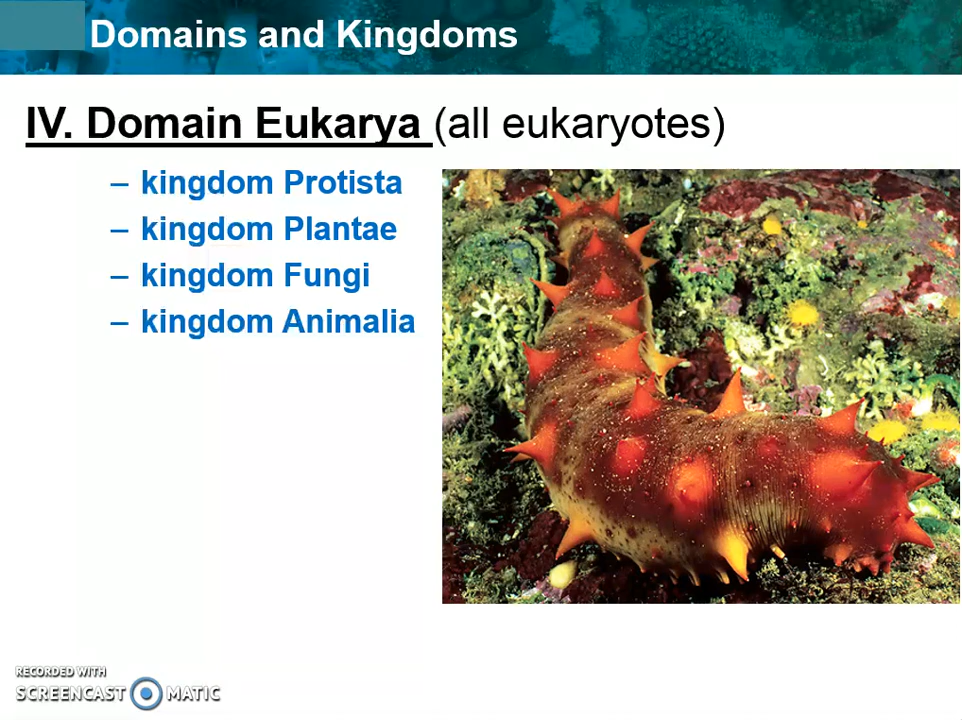 Domains and Kingdoms
IV. Domain Eukarya (all eukaryotes)
– kingdom Protista
– kingdom Plantae
– kingdom Fungi
– kingdom Animalia
RECORDED WITH
SCREENCAST MATIC